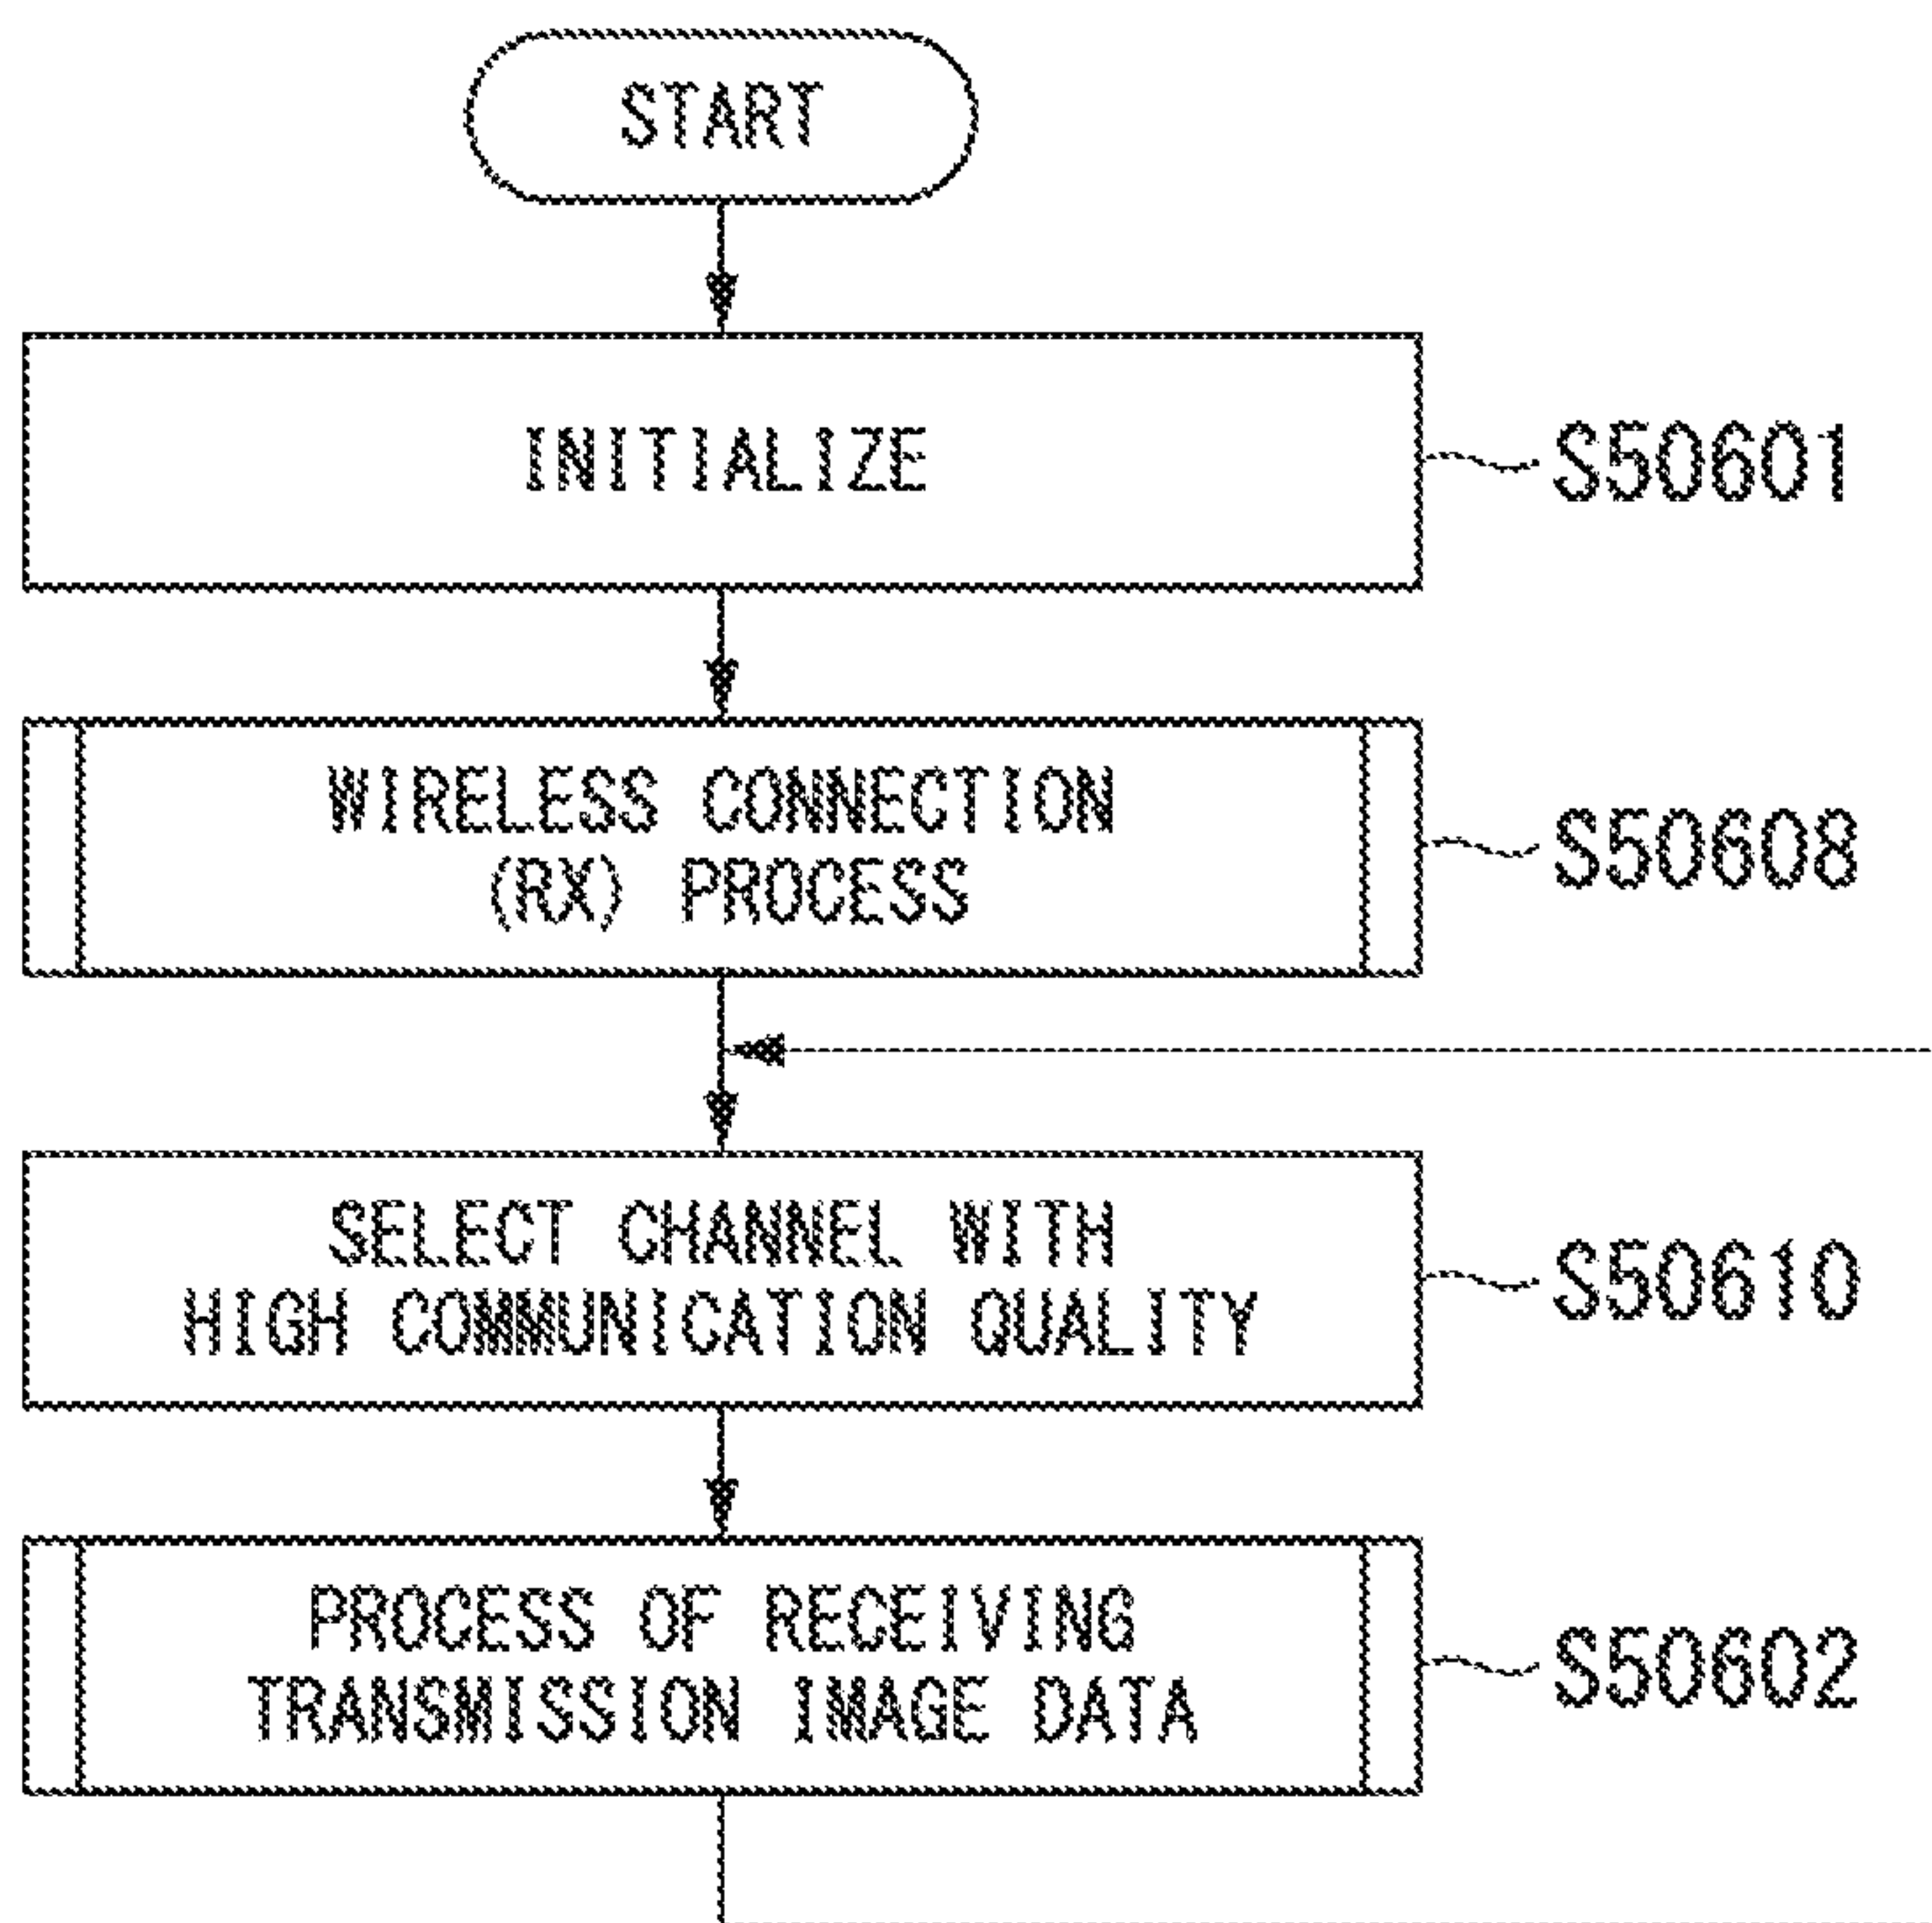 START
INITIALIZE
S50601
WIRELESS CONNECTION
(RX) PROCESS
S50608
SELECT CHANNEL WITH
HIGH COMMUNICATION QUALITY
S50610
PROCESS OF RECEIVING
TRANSMISSION IMAGE DATA
S50602